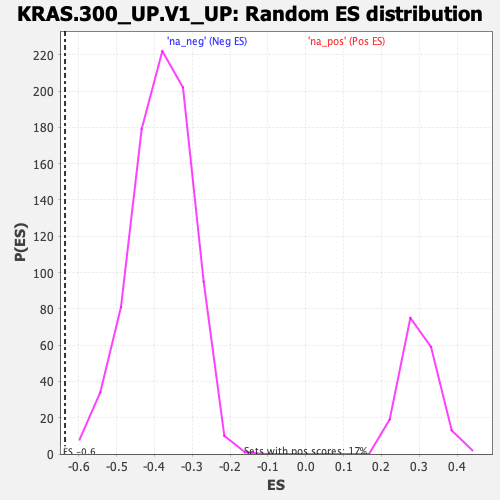 KRAS.300_UP.V1_UP: Random ES distribution
'na_neg' (Neg ES)
'na_pos' (Pos ES)
P(ES)
220
200
180
160
140
120
100
80
60
40
20
0
ES -0.6
Sets with pos scores: 17%
-0.6 -0.5 -0.4 -0.3 -0.2 -0.1 0.0 0.1 0.2 0.3 0.4
ES